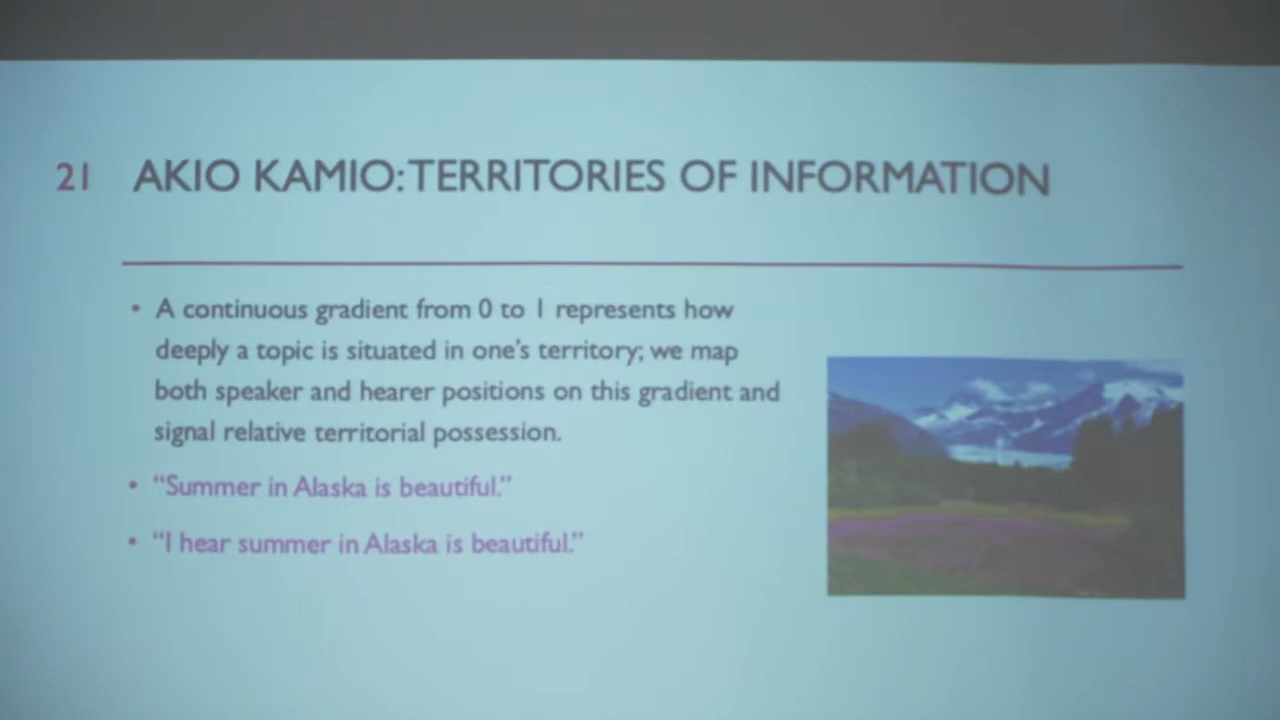 21 AKIO KAMIO: TERRITORIES OF INFORMATION
• A continuous gradient from 0 to 1 represents how
deeply a topic is situated in one's territory; we map
both speaker and hearer positions on this gradient and
signal relative territorial possession.
• "Summer in Alaska is beautiful."
• "I hear summer in Alaska is beautiful."